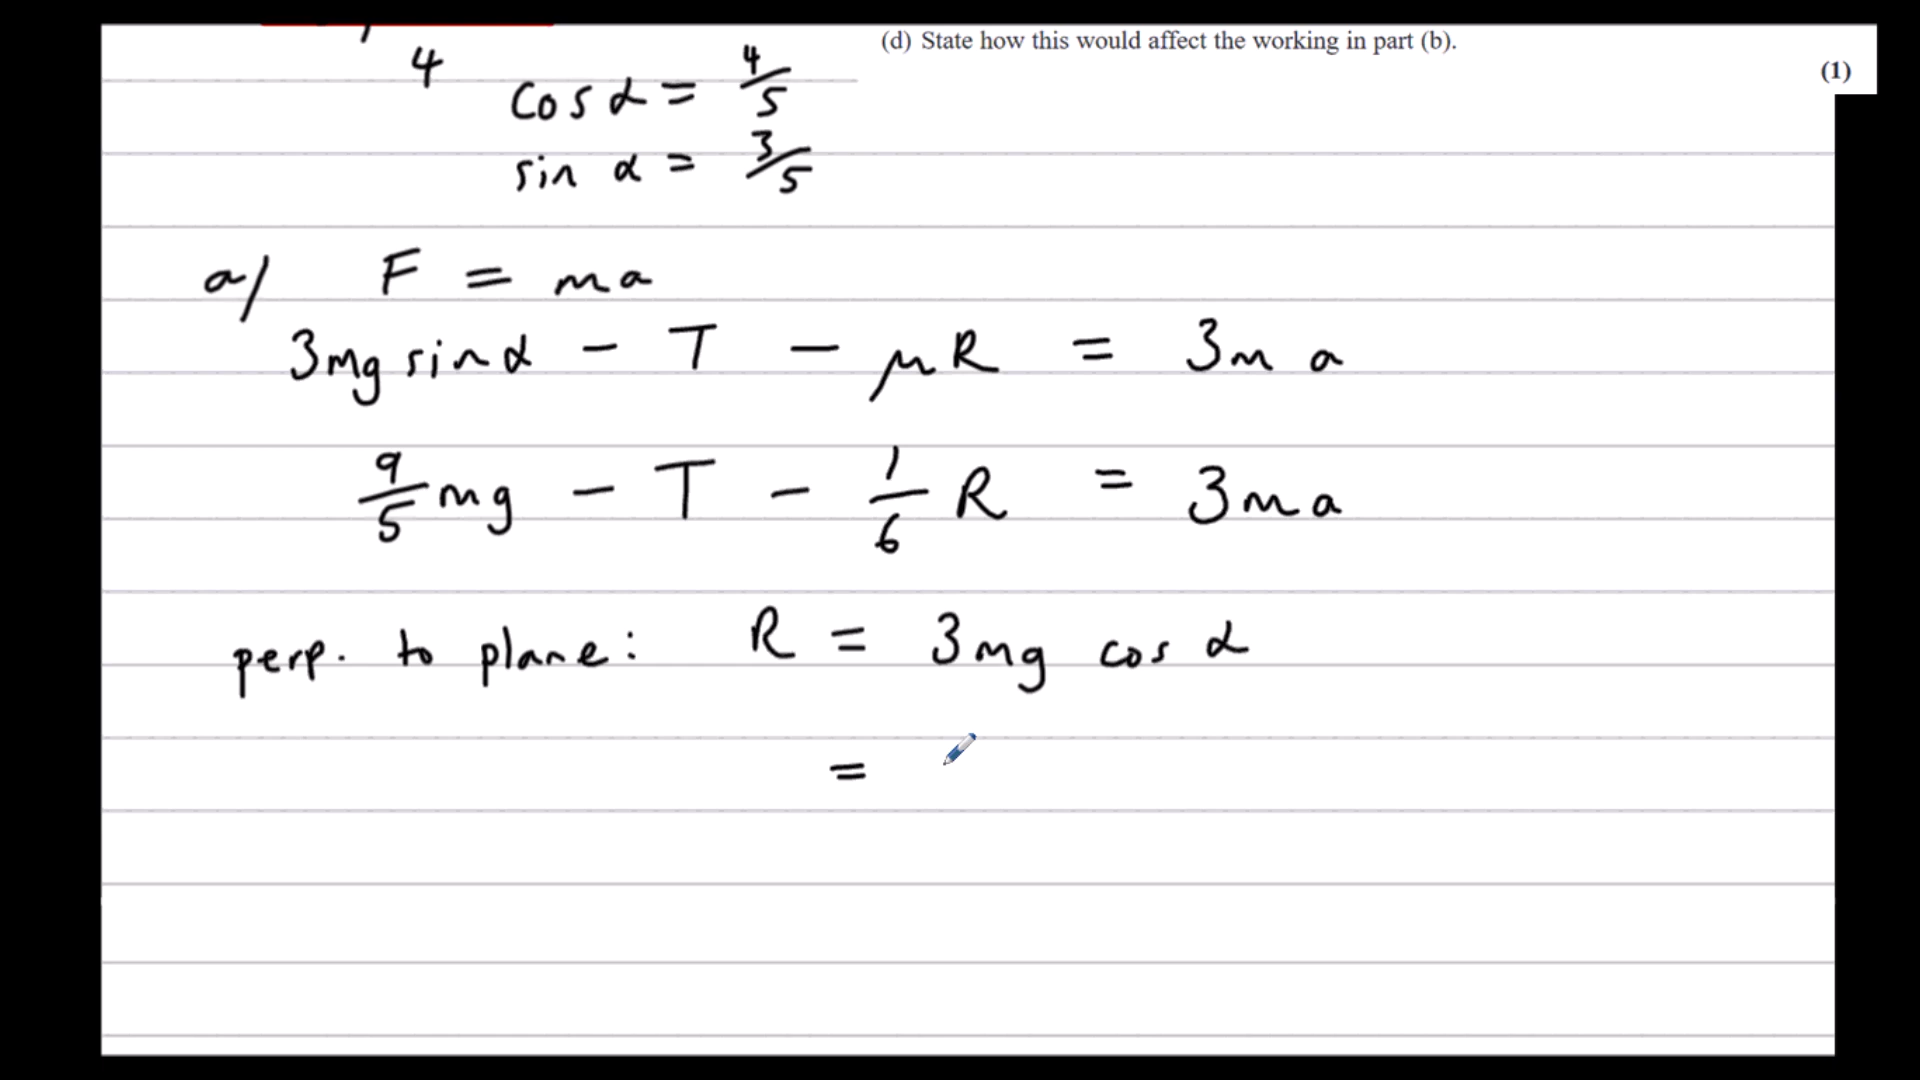 (d) State how this would affect the working in part (b).
(1)
4
cos α = 4/5
sin α = 3/5
a/ F = ma
3mg sin α - T - μR = 3ma
9/5 mg - T - 1/6 R = 3ma
perp. to plane: R = 3mg cos α
=